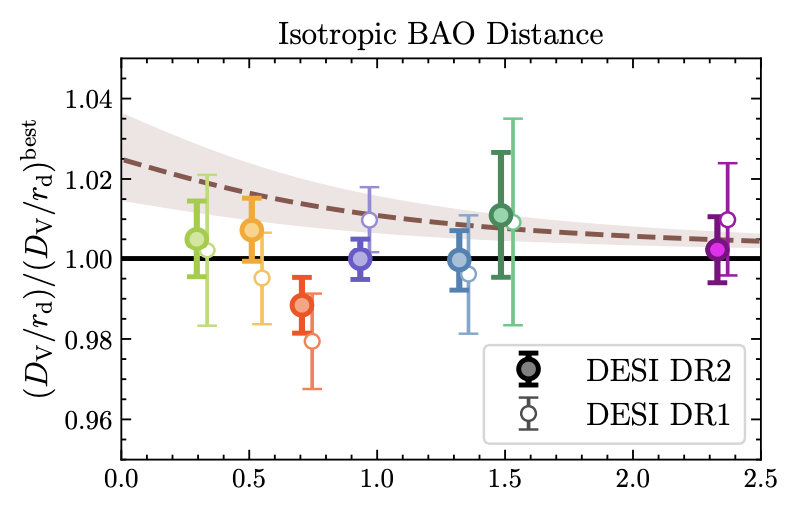 Isotropic BAO Distance
(D_V/r_d)/(D_V/r_d)^best
1.04
1.02
1.00
0.98
0.96
DESI DR2
DESI DR1
0.0 0.5 1.0 1.5 2.0 2.5